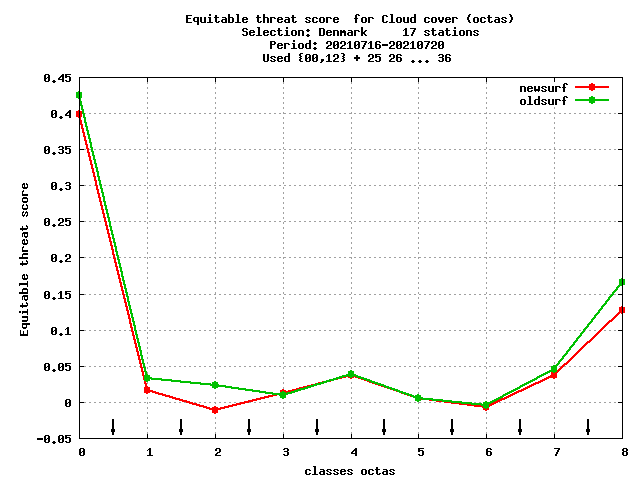 Equitable threat score  for Cloud cover (octas)
Selection: Denmark     17 stations
Period: 20210716-20210720
Used {00,12} + 25 26 ... 36
newsurf
oldsurf
Equitable threat score
0.45
0.4
0.35
0.3
0.25
0.2
0.15
0.1
0.05
0
-0.05
0 1 2 3 4 5 6 7 8
classes octas